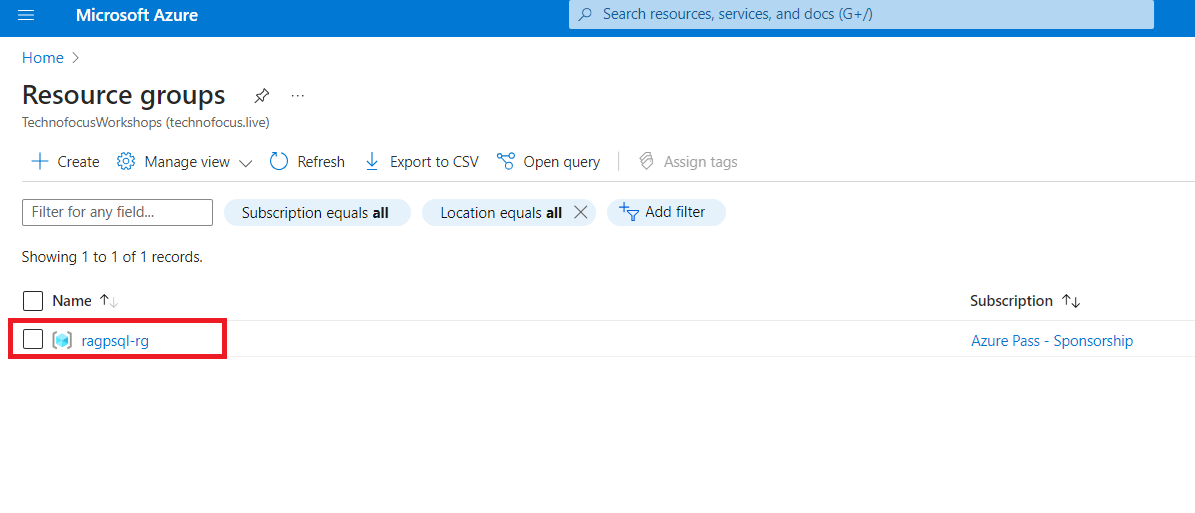 Microsoft Azure
Search resources, services, and docs (G+/)
Home
Resource groups
TechnofocusWorkshops (technofocus.live)
Create Manage view Refresh Export to CSV Open query Assign tags
Filter for any field... Subscription equals all Location equals all Add filter
Showing 1 to 1 of 1 records.
Name Subscription
ragpsql-rg Azure Pass - Sponsorship